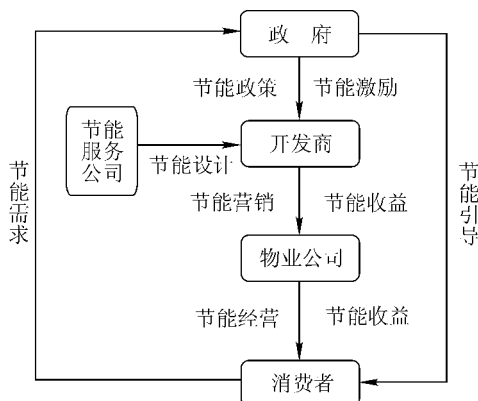 政 府
节能政策 节能激励
节能
服务
公司
节能设计
开发商
节能需求
节能引导
节能营销 节能收益
物业公司
节能经营 节能收益
消费者